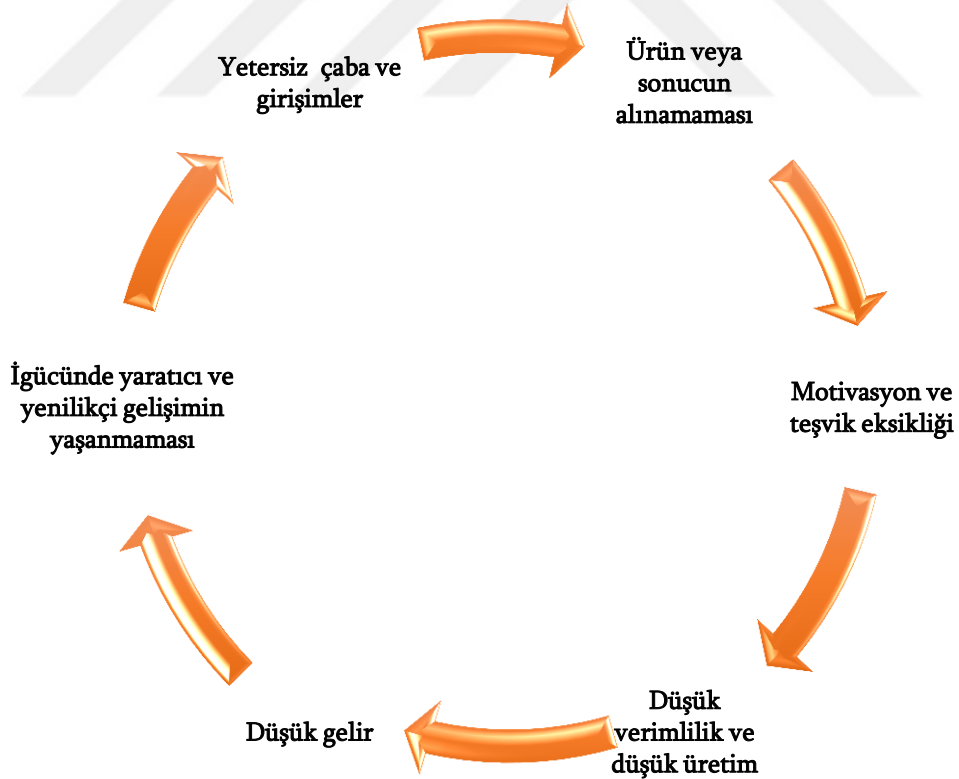 Yetersiz çaba ve
girişimler
Ürün veya
sonucun
alınamaması
Motivasyon ve
teşvik eksikliği
Düşük
verimlilik ve
düşük üretim
Düşük gelir
İgücünde yaratıcı ve
yenilikçi gelişimin
yaşanmaması